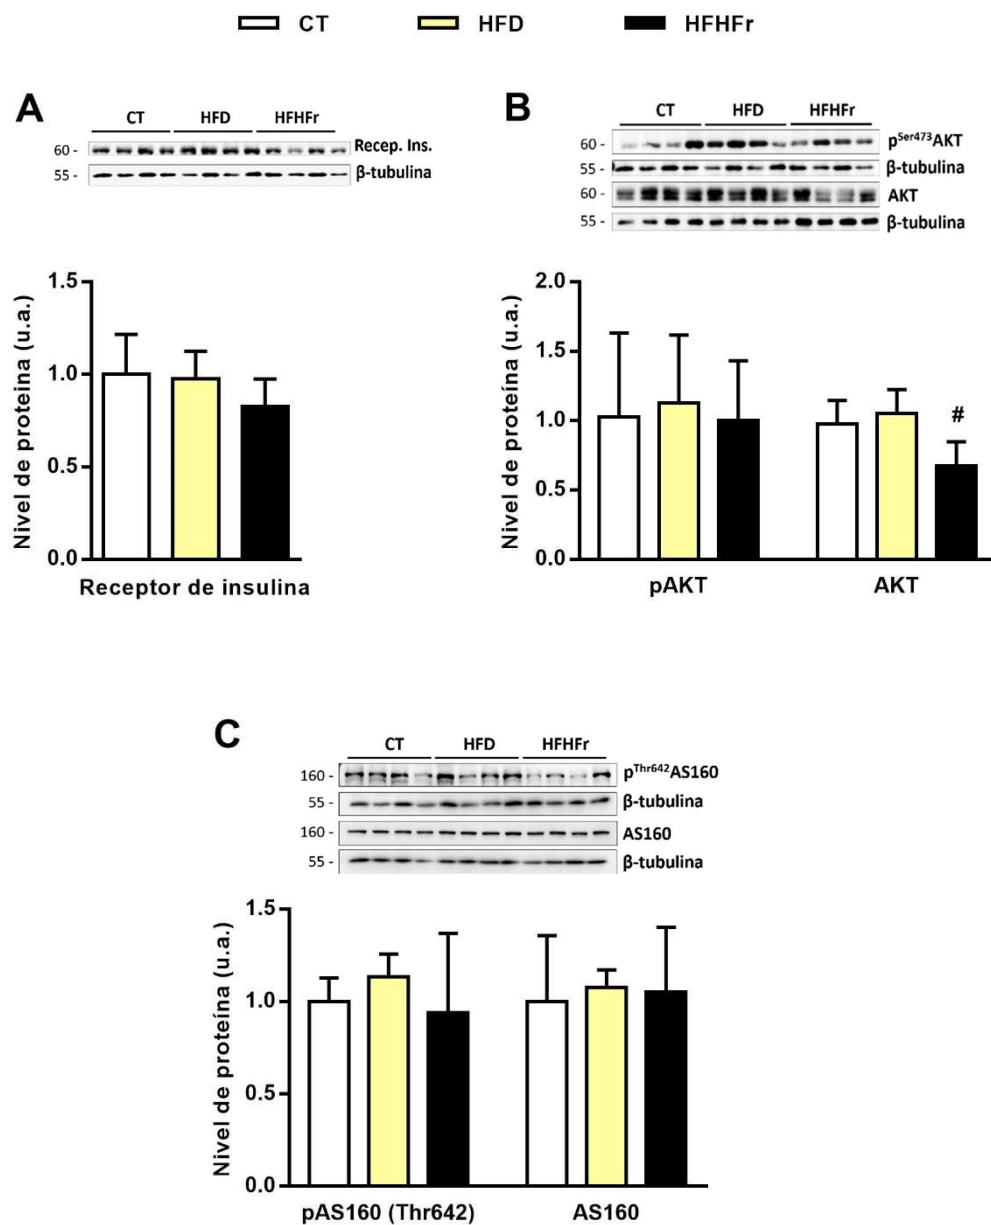 CT HFD HFHFr
A
CT HFD HFHFr
60 - Recep. Ins.
55 - β-tubulina
Nivel de proteína (u.a.)
1.5
1.0
0.5
0.0
Receptor de insulina
B
CT HFD HFHFr
60 - pSer473AKT
55 - β-tubulina
60 - AKT
55 - β-tubulina
Nivel de proteína (u.a.)
2.0
1.5
1.0
0.5
0.0
#
pAKT AKT
C
CT HFD HFHFr
160 - pThr642AS160
55 - β-tubulina
160 - AS160
55 - β-tubulina
Nivel de proteína (u.a.)
1.5
1.0
0.5
0.0
pAS160 (Thr642) AS160